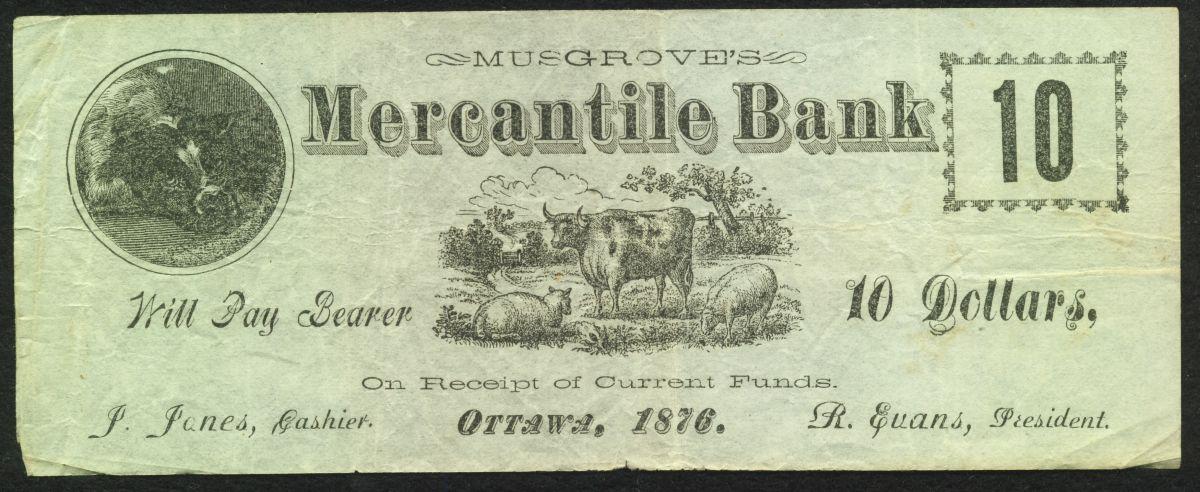 MUSGROVE'S
Mercantile Bank
10
Will Pay Bearer
10 Dollars,
On Receipt of Current Funds.
J. Jones, Cashier.
OTTAWA, 1876.
R. Evans, President.